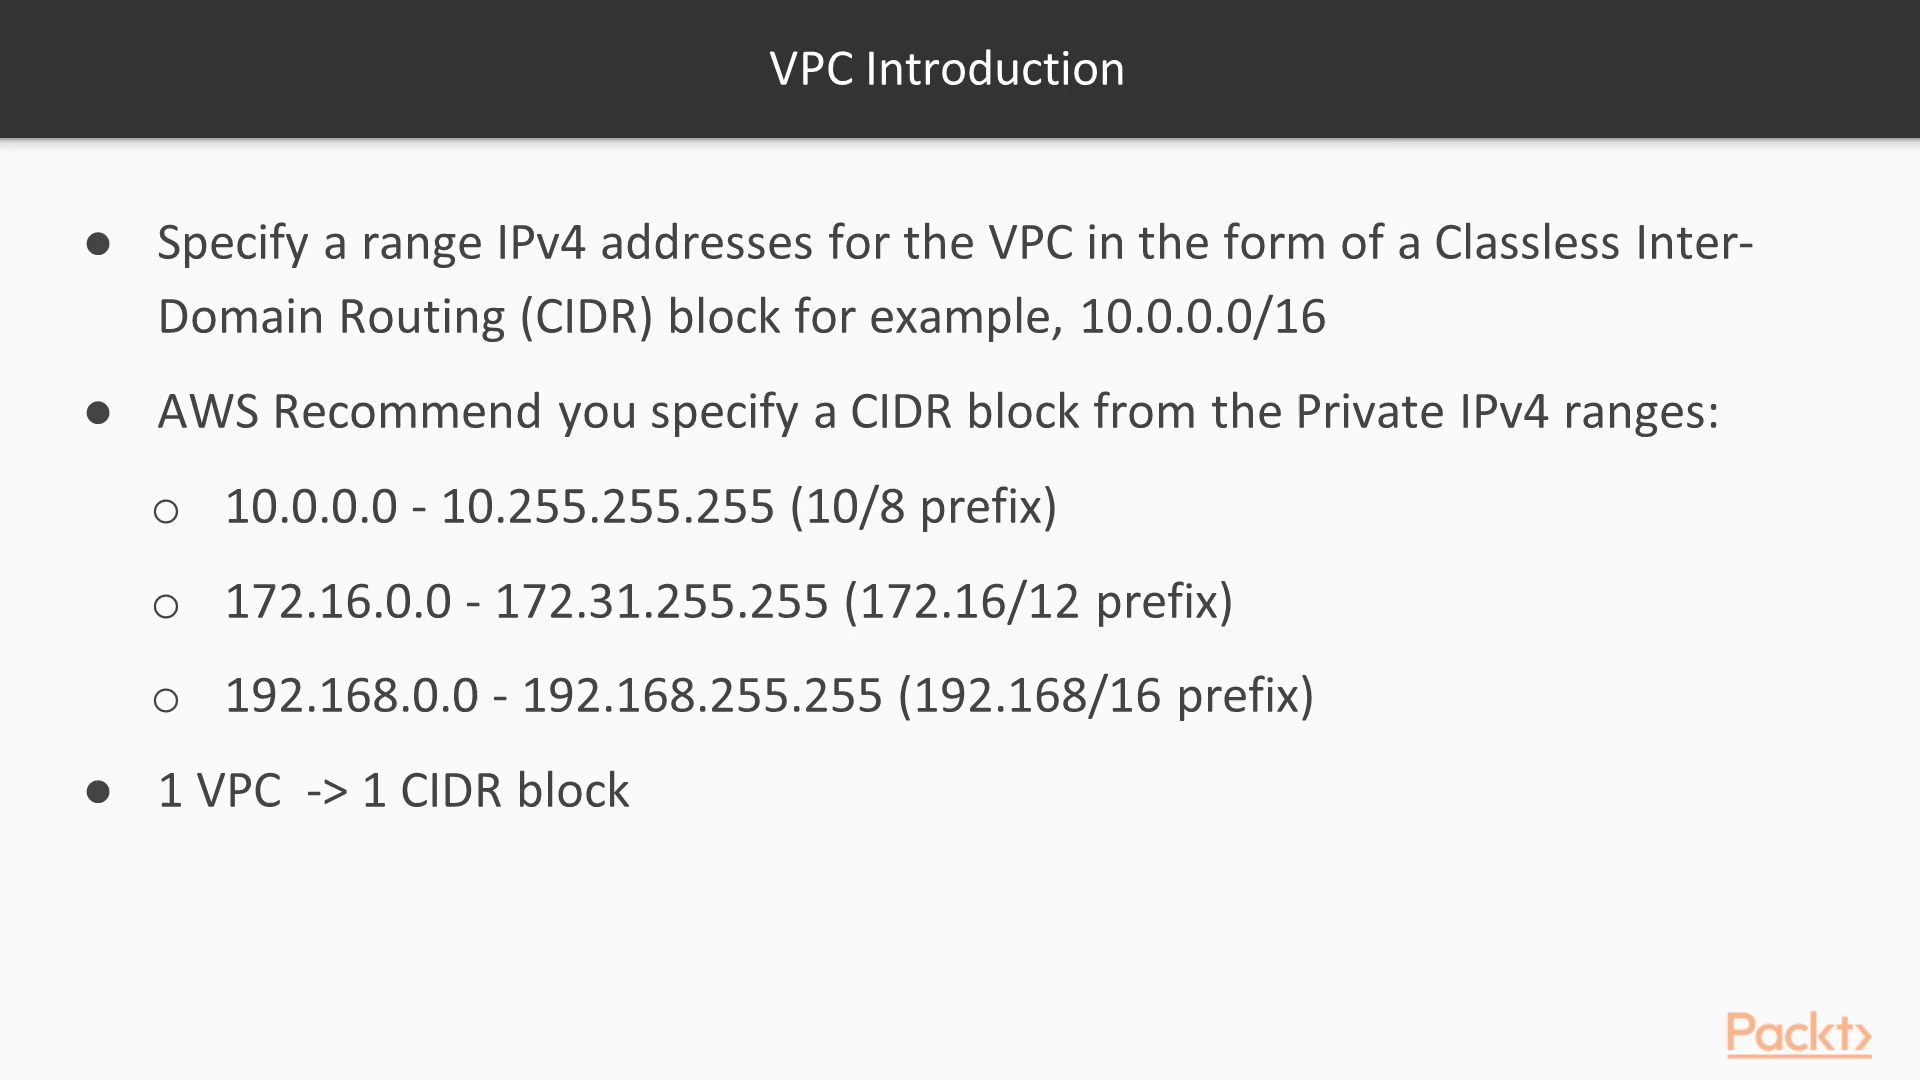 VPC Introduction
● Specify a range IPv4 addresses for the VPC in the form of a Classless Inter-
Domain Routing (CIDR) block for example, 10.0.0.0/16
● AWS Recommend you specify a CIDR block from the Private IPv4 ranges:
○ 10.0.0.0 - 10.255.255.255 (10/8 prefix)
○ 172.16.0.0 - 172.31.255.255 (172.16/12 prefix)
○ 192.168.0.0 - 192.168.255.255 (192.168/16 prefix)
● 1 VPC  -> 1 CIDR block
Packt>